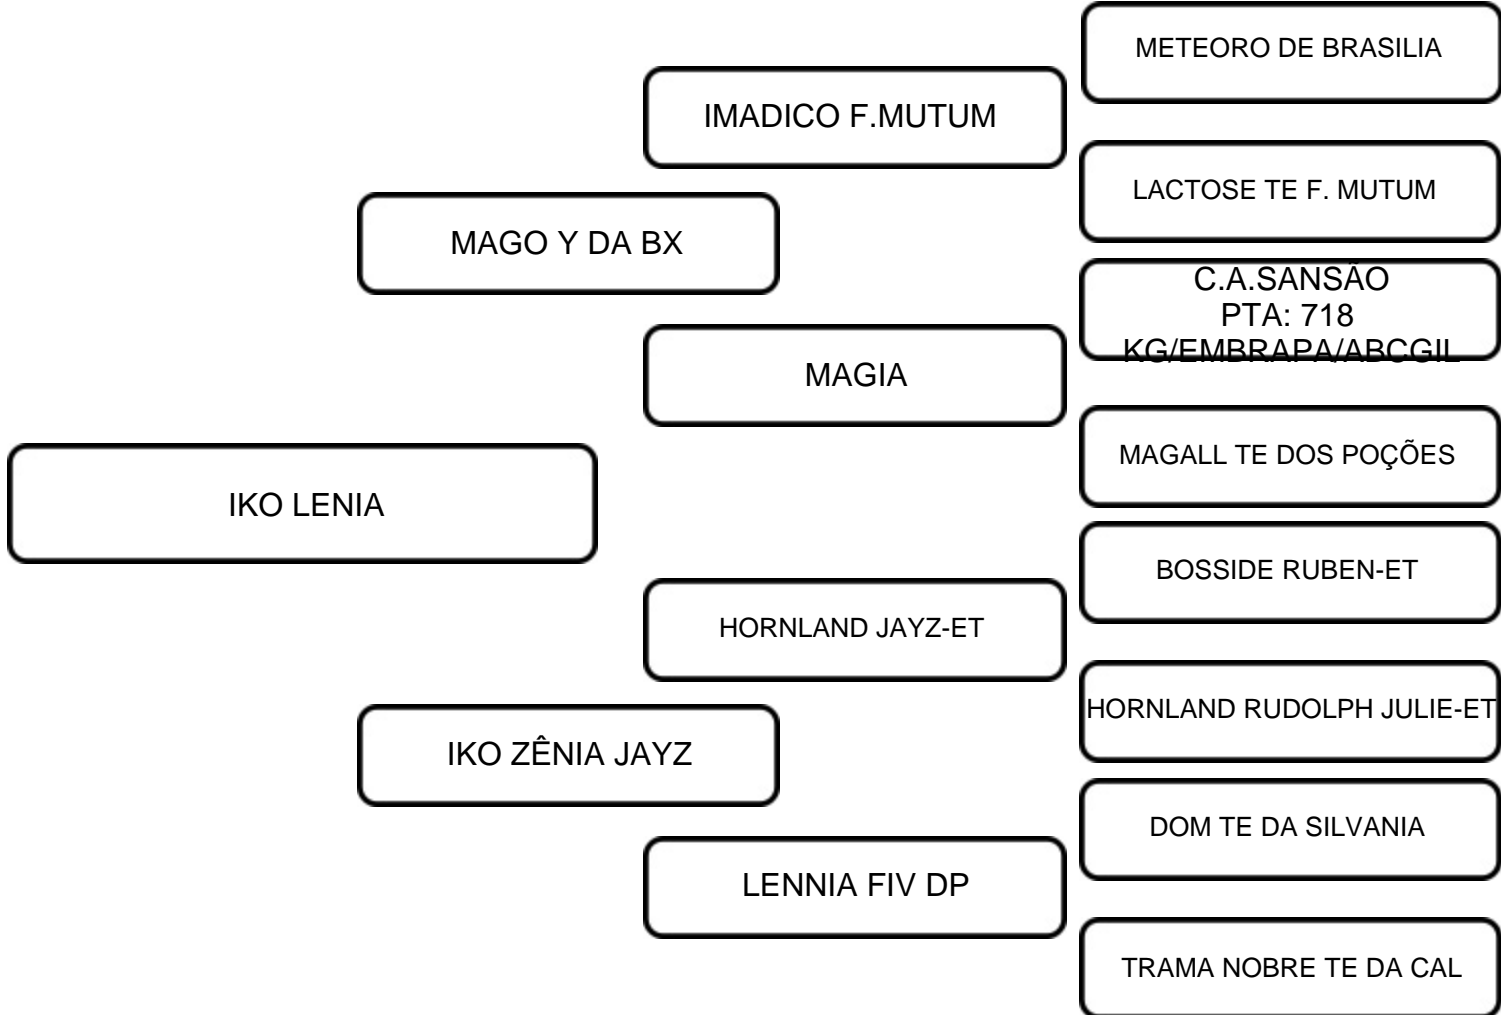 METEORO DE BRASILIA
IMADICO F.MUTUM
LACTOSE TE F. MUTUM
MAGO Y DA BX
C.A.SANSÃO
PTA: 718
KG/EMBRAPA/ABCGIL
MAGIA
MAGALL TE DOS POÇÕES
IKO LENIA
BOSSIDE RUBEN-ET
HORNLAND JAYZ-ET
HORNLAND RUDOLPH JULIE-ET
IKO ZÊNIA JAYZ
DOM TE DA SILVANIA
LENNIA FIV DP
TRAMA NOBRE TE DA CAL